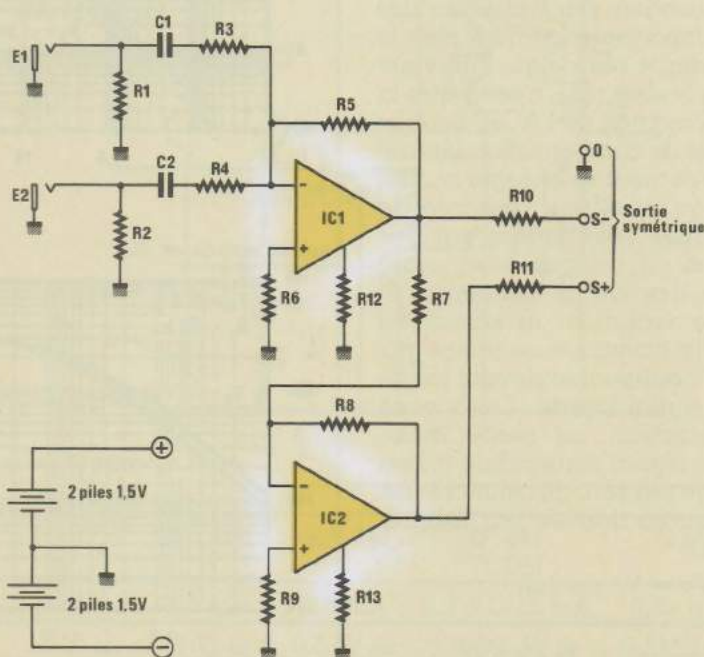 C1
R3
E1
R1
R5
C2
R4
E2
R2
-
IC1
+
R6
R12
R7
R10
R11
0
S-
S+
Sortie
symétrique
R8
-
IC2
+
R9
R13
+
2 piles 1,5V
2 piles 1.5V
-